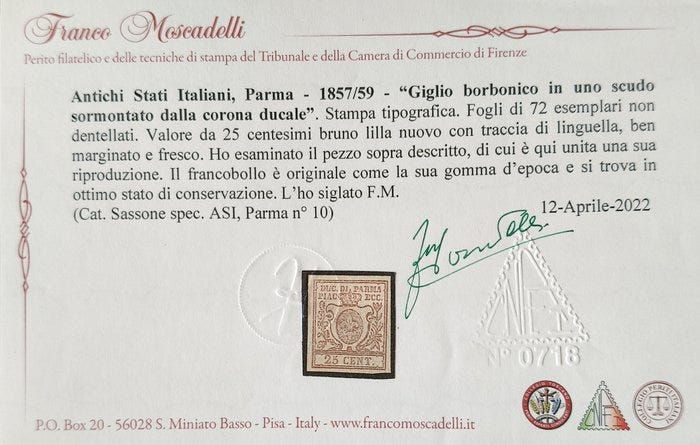 Franco Moscadelli
Perito filatelico e delle tecniche di stampa del Tribunale e della Camera di Commercio di Firenze
Antichi Stati Italiani, Parma - 1857/59 - “Giglio borbonico in uno scudo
sormontato dalla corona ducale”. Stampa tipografica. Fogli di 72 esemplari non
dentellati. Valore da 25 centesimi bruno lilla nuovo con traccia di linguella, ben
marginato e fresco. Ho esaminato il pezzo sopra descritto, di cui è qui unita una sua
riproduzione. Il francobollo è originale come la sua gomma d’epoca e si trova in
ottimo stato di conservazione. L’ho siglato F.M.
(Cat. Sassone spec. ASI, Parma n° 10)
12-Aprile-2022
DUC. DI PARMA
PIAC. ECC.
25 CENT.
Nº 0718
P.O. Box 20 - 56028 S. Miniato Basso - Pisa - Italy - www.francomoscadelli.it